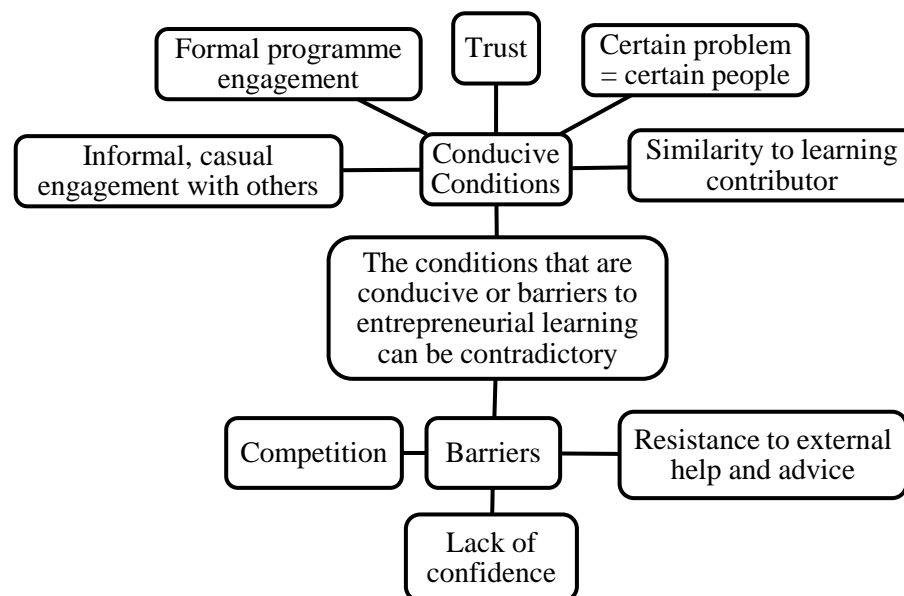 Formal programme
engagement
Trust
Certain problem
= certain people
Informal, casual
engagement with others
Conducive
Conditions
Similarity to learning
contributor
The conditions that are
conducive or barriers to
entrepreneurial learning
can be contradictory
Competition
Barriers
Resistance to external
help and advice
Lack of
confidence